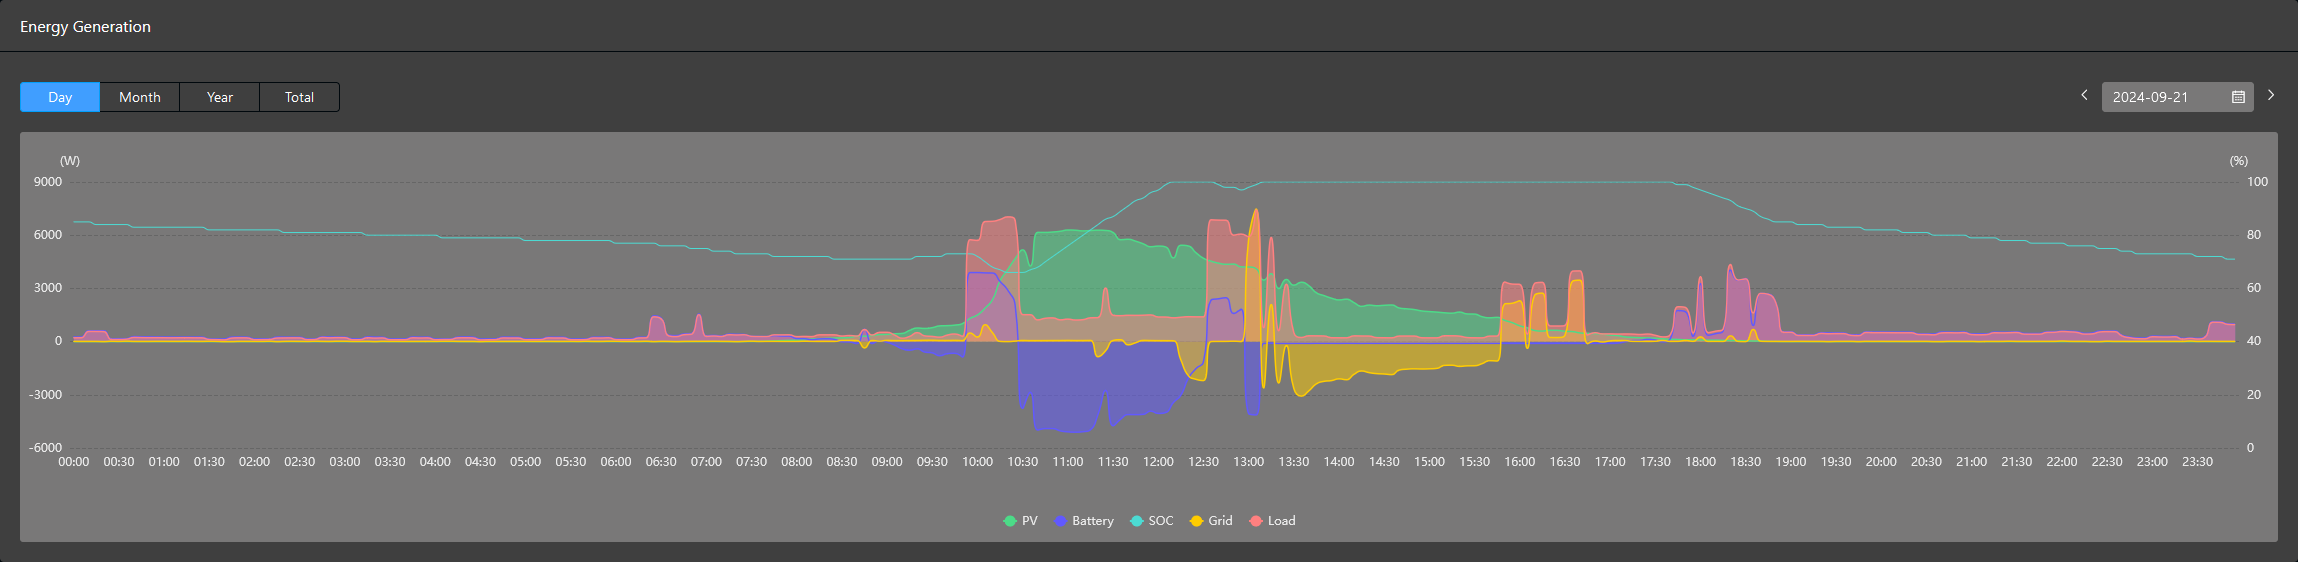 Energy Generation
Day Month Year Total 2024-09-21
(W) (%)
9000 100
6000 80
3000 60
0 40
-3000 20
-6000 0
00:00 00:30 01:00 01:30 02:00 02:30 03:00 03:30 04:00 04:30 05:00 05:30 06:00 06:30 07:00 07:30 08:00 08:30 09:00 09:30 10:00 10:30 11:00 11:30 12:00 12:30 13:00 13:30 14:00 14:30 15:00 15:30 16:00 16:30 17:00 17:30 18:00 18:30 19:00 19:30 20:00 20:30 21:00 21:30 22:00 22:30 23:00 23:30
PV Battery SOC Grid Load